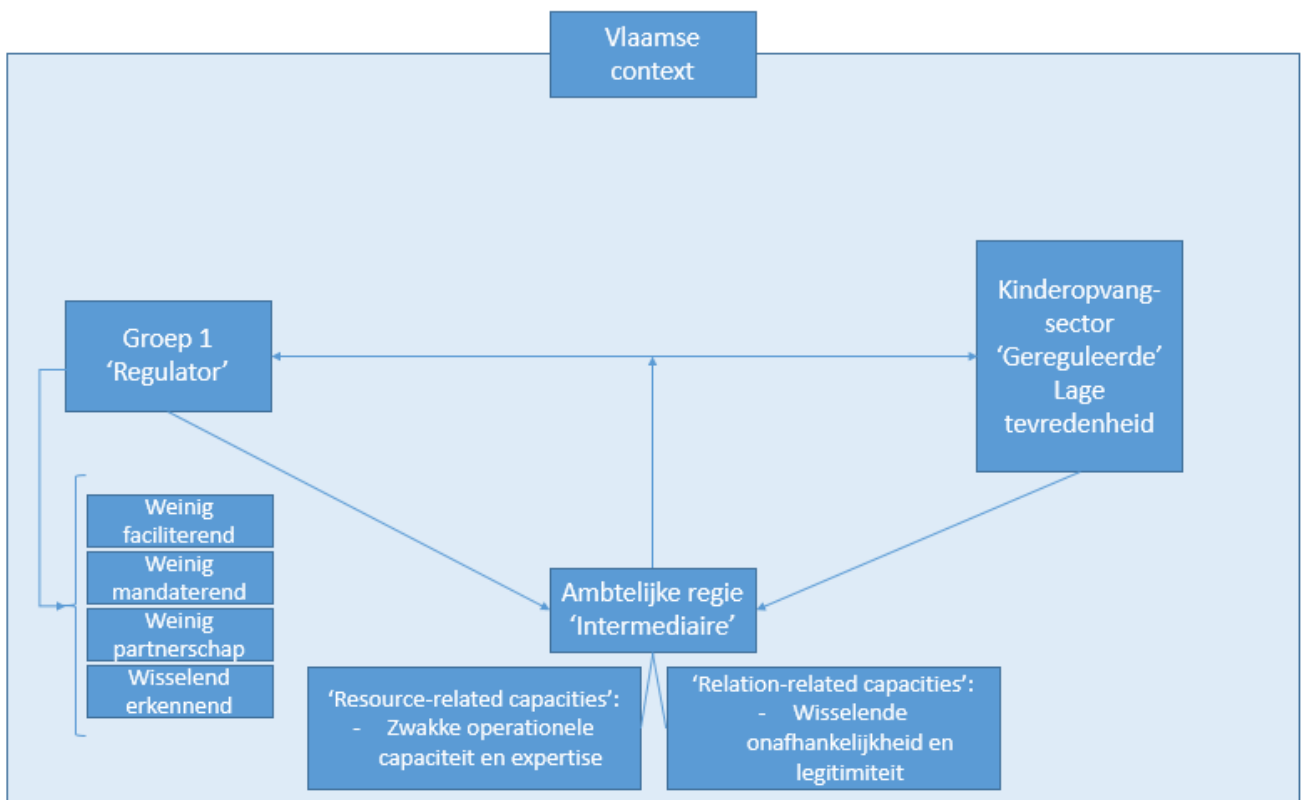 Vlaamse
context
Groep 1
‘Regulator’
Kinderopvang-
sector
‘Gereguleerde’
Lage
tevredenheid
Weinig
faciliterend
Weinig
mandaterend
Weinig
partnerschap
Wisselend
erkennend
Ambtelijke regie
‘Intermediaire’
‘Resource-related capacities’:
- Zwakke operationele
capaciteit en expertise
‘Relation-related capacities’:
- Wisselende
onafhankelijkheid en
legitimiteit